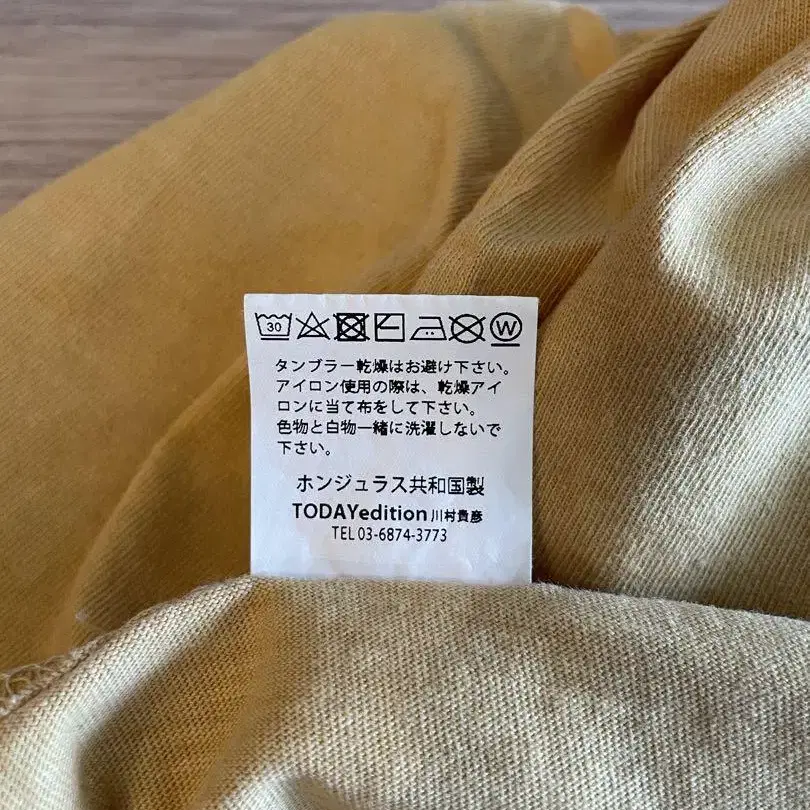 30 W
タンブラー乾燥はお避け下さい。
アイロン使用の際は、乾燥アイ
ロンに当て布をして下さい。
色物と白物一緒に洗濯しないで
下さい。
ホンジュラス共和国製
TODAYedition 川村貴彦
TEL 03-6874-3773